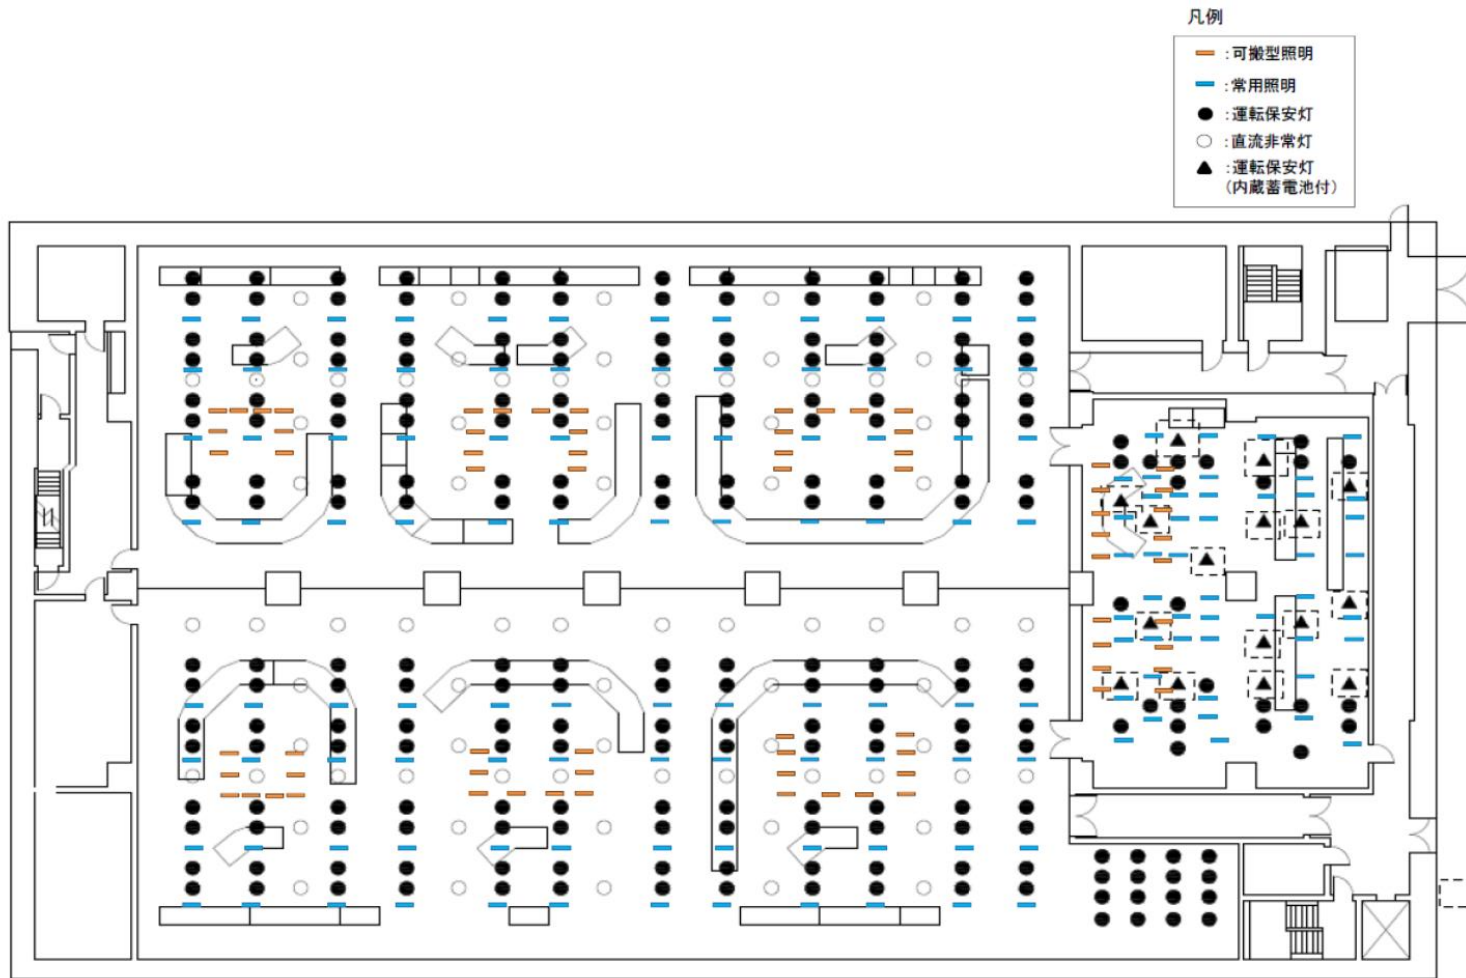 凡例
：可搬型照明
：常用照明
：運転保安灯
：直流非常灯
：運転保安灯
（内蔵蓄電池付）